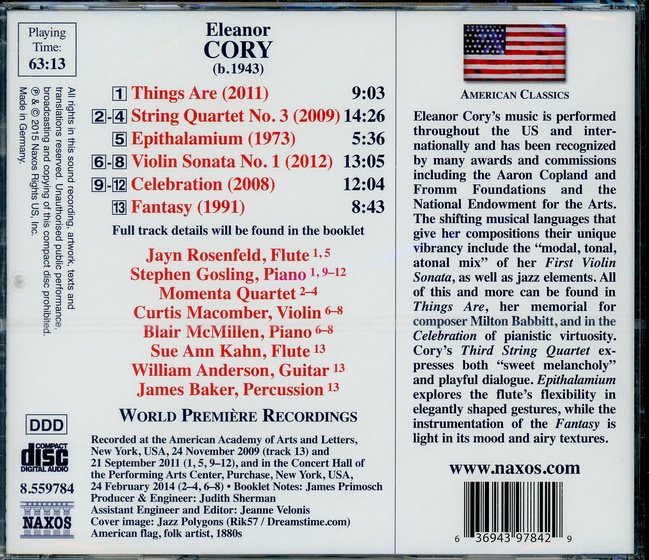 Playing
Time:
63:13
All rights in this sound recording, artwork, texts and
translations reserved. Unauthorised public performance,
broadcasting and copying of this compact disc prohibited.
℗ & © 2015 Naxos Rights US, Inc.
Made in Germany.
DDD
COMPACT
disc
DIGITAL AUDIO
8.559784
NAXOS
Eleanor
CORY
(b.1943)
1 Things Are (2011) 9:03
2-4 String Quartet No. 3 (2009) 14:26
5 Epithalamium (1973) 5:36
6-8 Violin Sonata No. 1 (2012) 13:05
9-12 Celebration (2008) 12:04
13 Fantasy (1991) 8:43
Full track details will be found in the booklet
Jayn Rosenfeld, Flute 1, 5
Stephen Gosling, Piano 1, 9–12
Momenta Quartet 2–4
Curtis Macomber, Violin 6–8
Blair McMillen, Piano 6–8
Sue Ann Kahn, Flute 13
William Anderson, Guitar 13
James Baker, Percussion 13
WORLD PREMIÈRE RECORDINGS
Recorded at the American Academy of Arts and Letters,
New York, USA, 24 November 2009 (track 13) and
21 September 2011 (1, 5, 9–12), and in the Concert Hall of
the Performing Arts Center, Purchase, New York, USA,
24 February 2014 (2–4, 6–8) • Booklet Notes: James Primosch
Producer & Engineer: Judith Sherman
Assistant Engineer and Editor: Jeanne Velonis
Cover image: Jazz Polygons (Rik57 / Dreamstime.com)
American flag, folk artist, 1880s
AMERICAN CLASSICS
Eleanor Cory's music is performed
throughout the US and inter-
nationally and has been recognized
by many awards and commissions
including the Aaron Copland and
Fromm Foundations and the
National Endowment for the Arts.
The shifting musical languages that
give her compositions their unique
vibrancy include the “modal, tonal,
atonal mix” of her First Violin
Sonata, as well as jazz elements. All
of this and more can be found in
Things Are, her memorial for
composer Milton Babbitt, and in the
Celebration of pianistic virtuosity.
Cory's Third String Quartet ex-
presses both “sweet melancholy”
and playful dialogue. Epithalamium
explores the flute's flexibility in
elegantly shaped gestures, while the
instrumentation of the Fantasy is
light in its mood and airy textures.
www.naxos.com
6 36943 97842 9